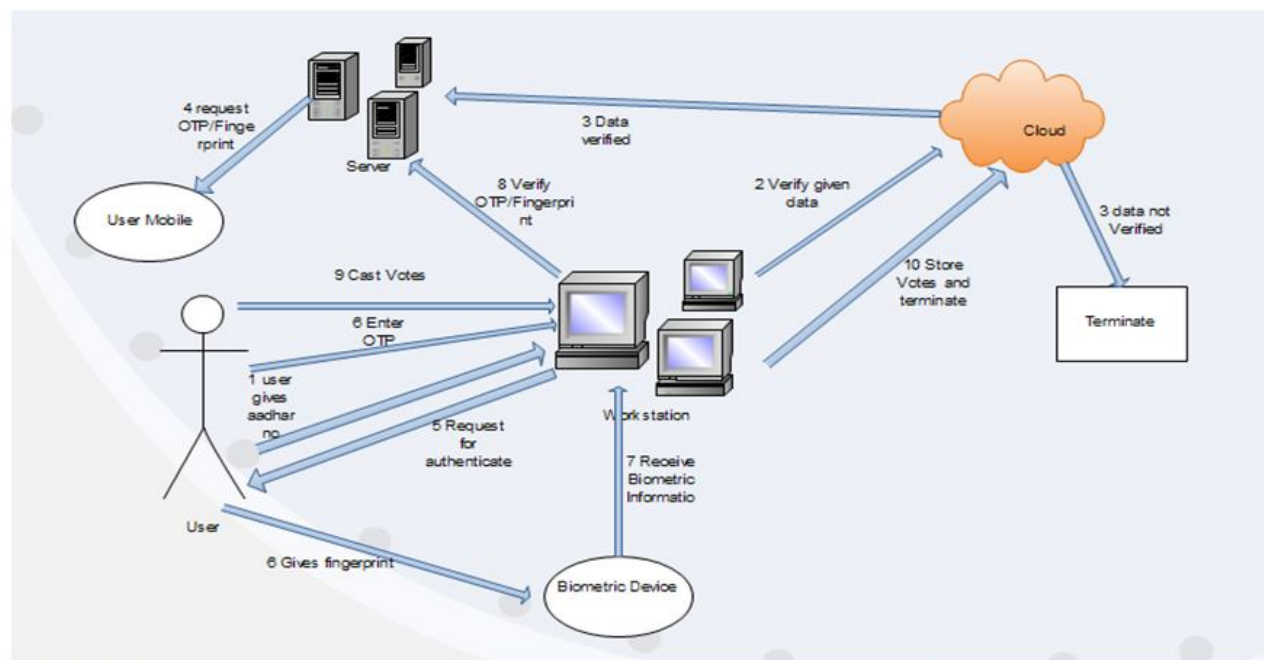 4 request
OTP/Finge
rprint
Server
3 Data
verified
Cloud
User Mobile
8 Verify
OTP/Fingerpri
nt
2 Verify given
data
3 data not
Verified
9 Cast Votes
10 Store
Votes and
terminate
Terminate
6 Enter
OTP
1 user
gives
aadhar
no
5 Request
for
authenticate
Workstation
7 Receive
Biometric
Informatio
User
6 Gives fingerprint
Biometric Device